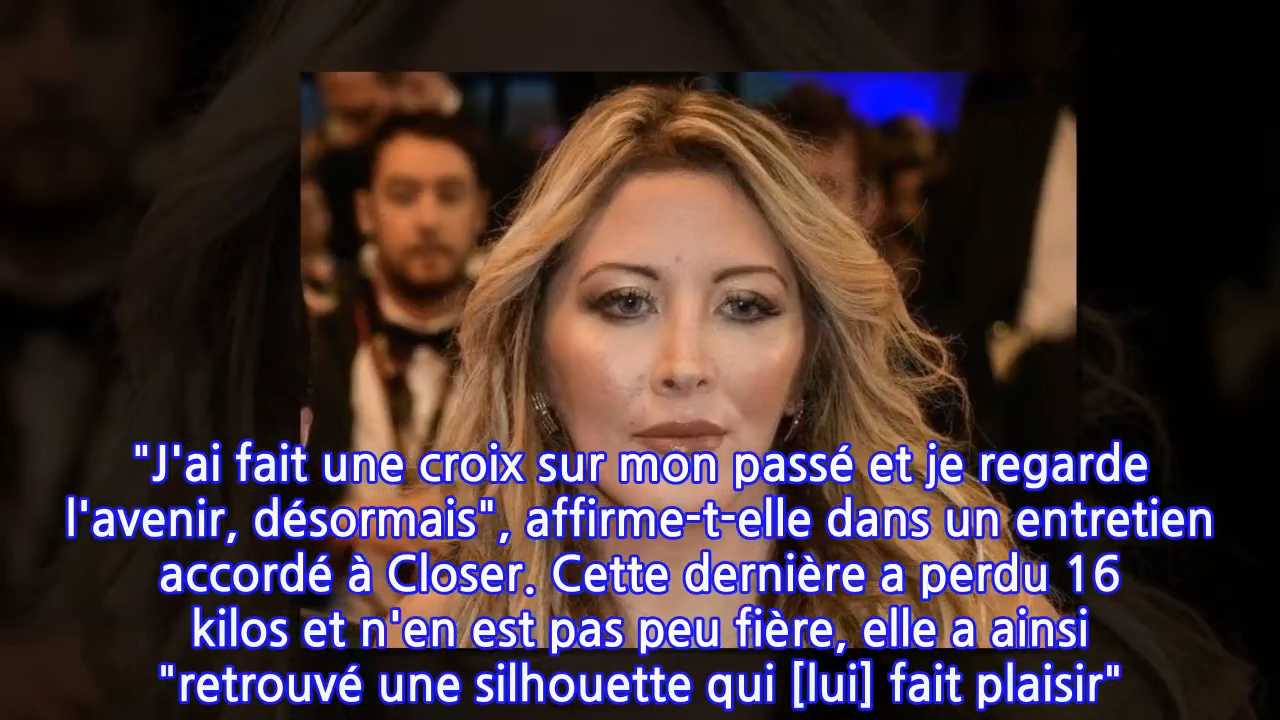 "J'ai fait une croix sur mon passé et je regarde
l'avenir, désormais", affirme-t-elle dans un entretien
accordé à Closer. Cette dernière a perdu 16
kilos et n'en est pas peu fière, elle a ainsi
"retrouvé une silhouette qui [lui] fait plaisir"